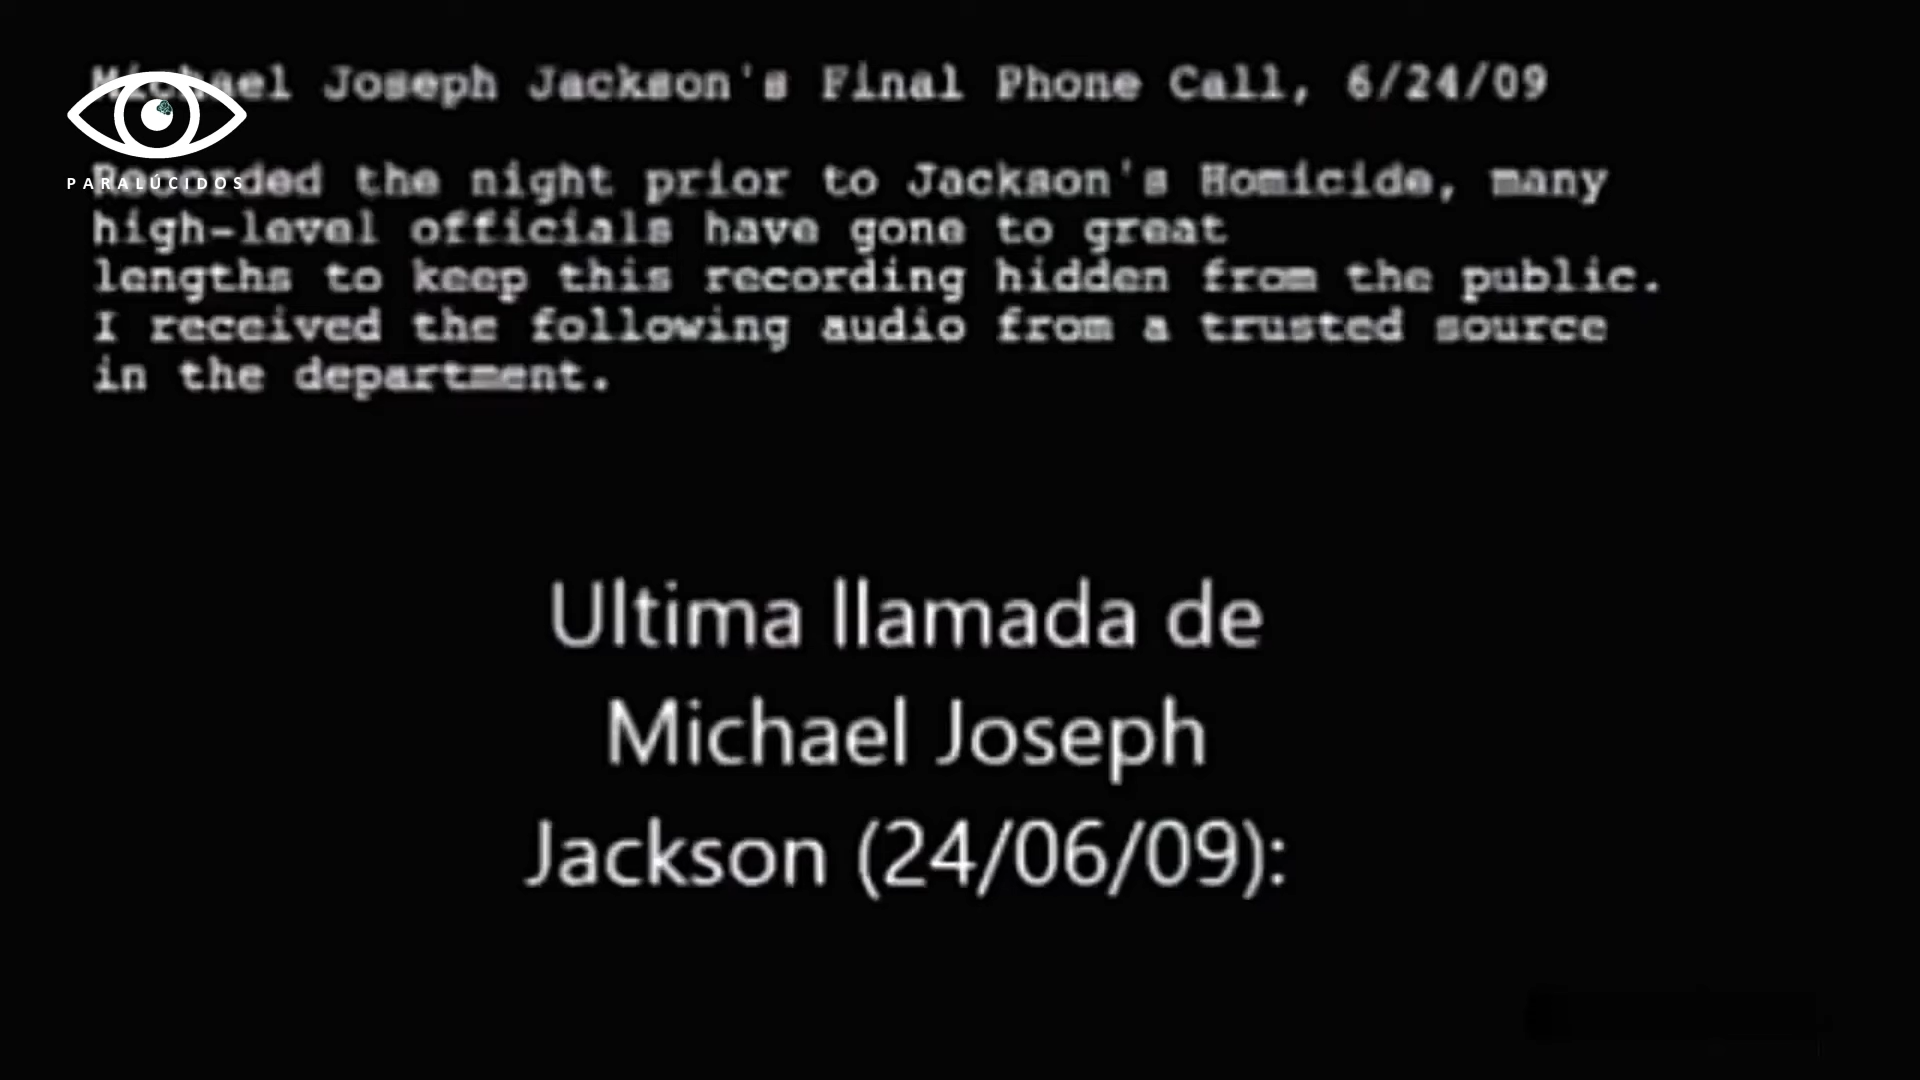 Michael Joseph Jackson's Final Phone Call, 6/24/09
PARALÚCIDOS
Recorded the night prior to Jackson's Homicide, many
high-level officials have gone to great
lengths to keep this recording hidden from the public.
I received the following audio from a trusted source
in the department.
Ultima llamada de
Michael Joseph
Jackson (24/06/09):